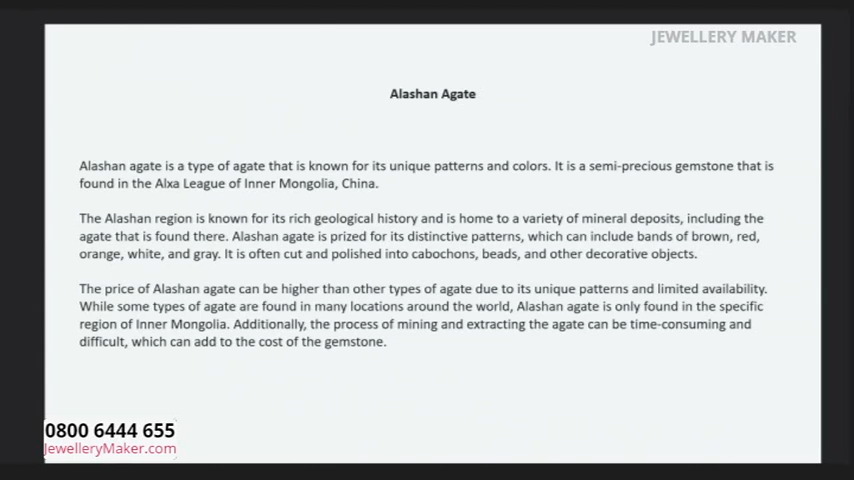 JEWELLERY MAKER
Alashan Agate
Alashan agate is a type of agate that is known for its unique patterns and colors. It is a semi-precious gemstone that is
found in the Alxa League of Inner Mongolia, China.
The Alashan region is known for its rich geological history and is home to a variety of mineral deposits, including the
agate that is found there. Alashan agate is prized for its distinctive patterns, which can include bands of brown, red,
orange, white, and gray. It is often cut and polished into cabochons, beads, and other decorative objects.
The price of Alashan agate can be higher than other types of agate due to its unique patterns and limited availability.
While some types of agate are found in many locations around the world, Alashan agate is only found in the specific
region of Inner Mongolia. Additionally, the process of mining and extracting the agate can be time-consuming and
difficult, which can add to the cost of the gemstone.
0800 6444 655
JewelleryMaker.com